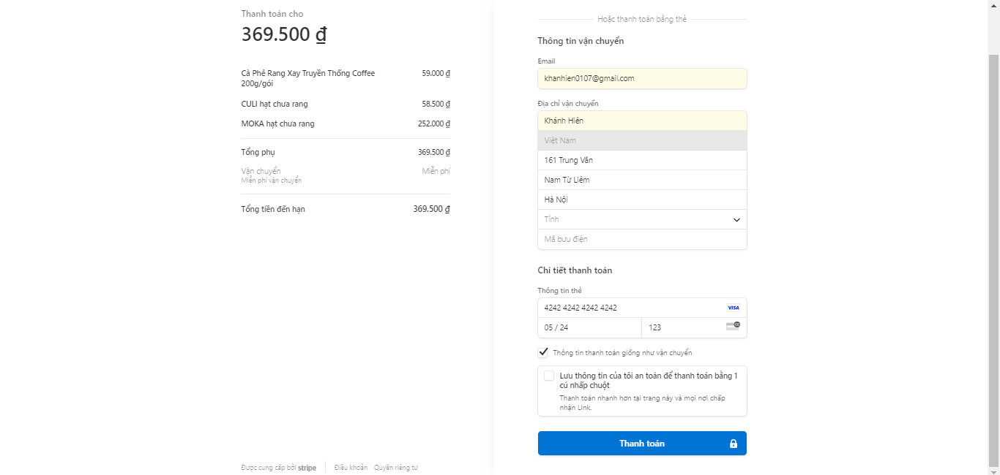 Thanh toán cho
369.500 ₫
Cà Phê Rang Xay Truyền Thống Coffee 59.000 ₫
200g/gói
CULI hạt chưa rang 58.500 ₫
MOKA hạt chưa rang 252.000 ₫
Tổng phụ 369.500 ₫
Vận chuyển Miễn phí
Miễn phí vận chuyển
Tổng tiền đến hạn 369.500 ₫
Được cung cấp bởi stripe Điều khoản Quyền riêng tư
Hoặc thanh toán bằng thẻ
Thông tin vận chuyển
Email
khanhien0107@gmail.com
Địa chỉ vận chuyển
Khánh Hiên
Việt Nam
161 Trung Văn
Nam Từ Liêm
Hà Nội
Tỉnh
Mã bưu điện
Chi tiết thanh toán
Thông tin thẻ
4242 4242 4242 4242 VISA
05 / 24 123
Thông tin thanh toán giống như vận chuyển
Lưu thông tin của tôi an toàn để thanh toán bằng 1
cú nhấp chuột
Thanh toán nhanh hơn tại trang này và mọi nơi chấp
nhận Link.
Thanh toán